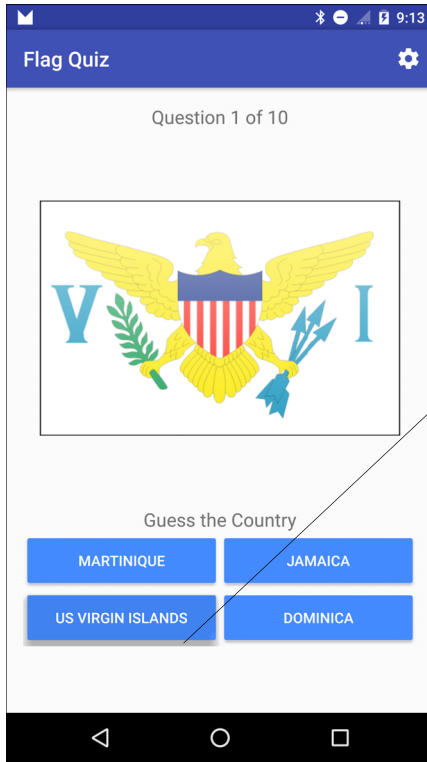 9:13
Flag Quiz
Question 1 of 10
V I
Guess the Country
MARTINIQUE JAMAICA
US VIRGIN ISLANDS DOMINICA